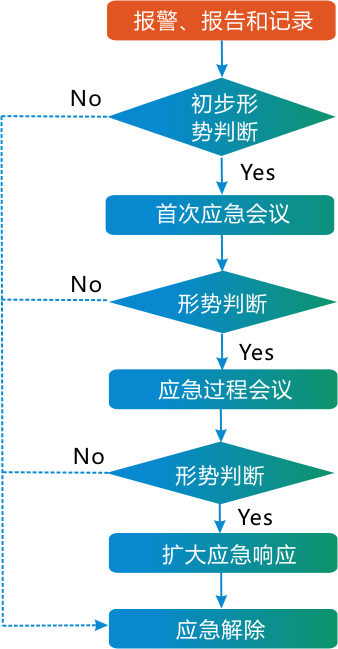 报警、报告和记录
No
初步形
势判断
Yes
首次应急会议
No
形势判断
Yes
应急过程会议
No
形势判断
Yes
扩大应急响应
应急解除